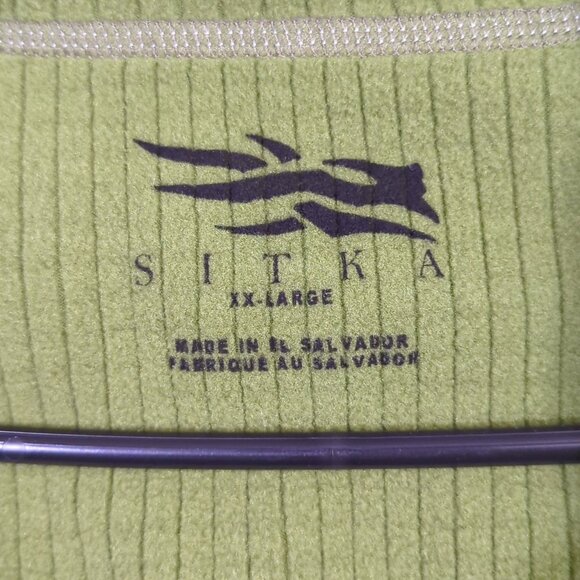 SITKA
XX-LARGE
MADE IN EL SALVADOR
FABRIQUE AU SALVADOR